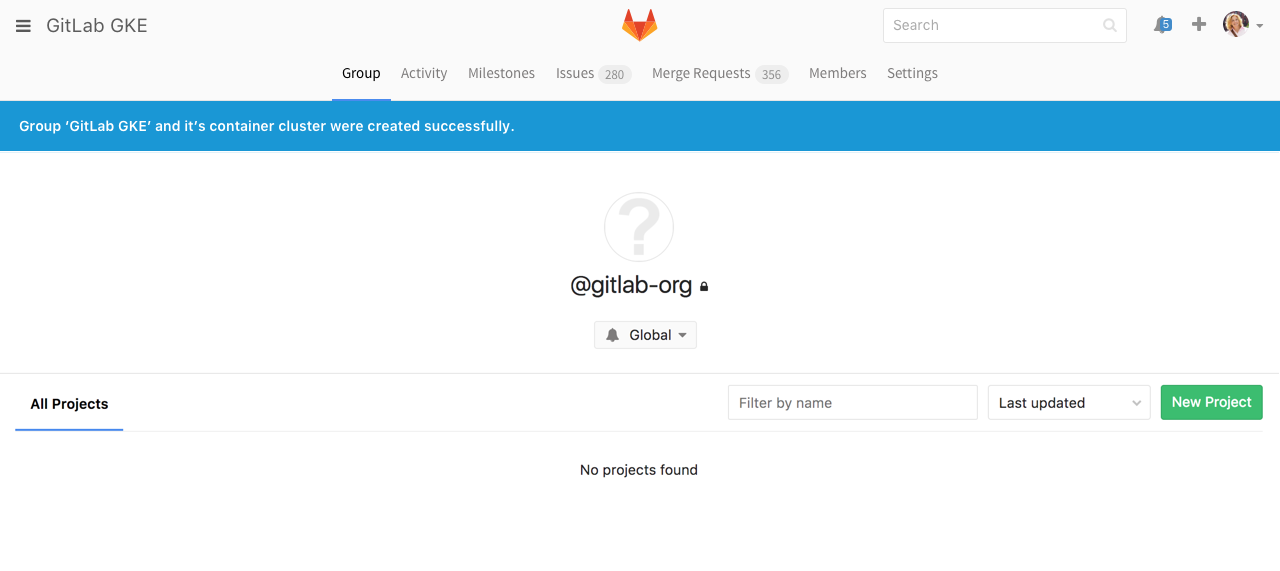 GitLab GKE
Search
5
Group Activity Milestones Issues 280 Merge Requests 356 Members Settings
Group ‘GitLab GKE’ and it’s container cluster were created successfully.
?
@gitlab-org
Global
All Projects
Filter by name
Last updated
New Project
No projects found